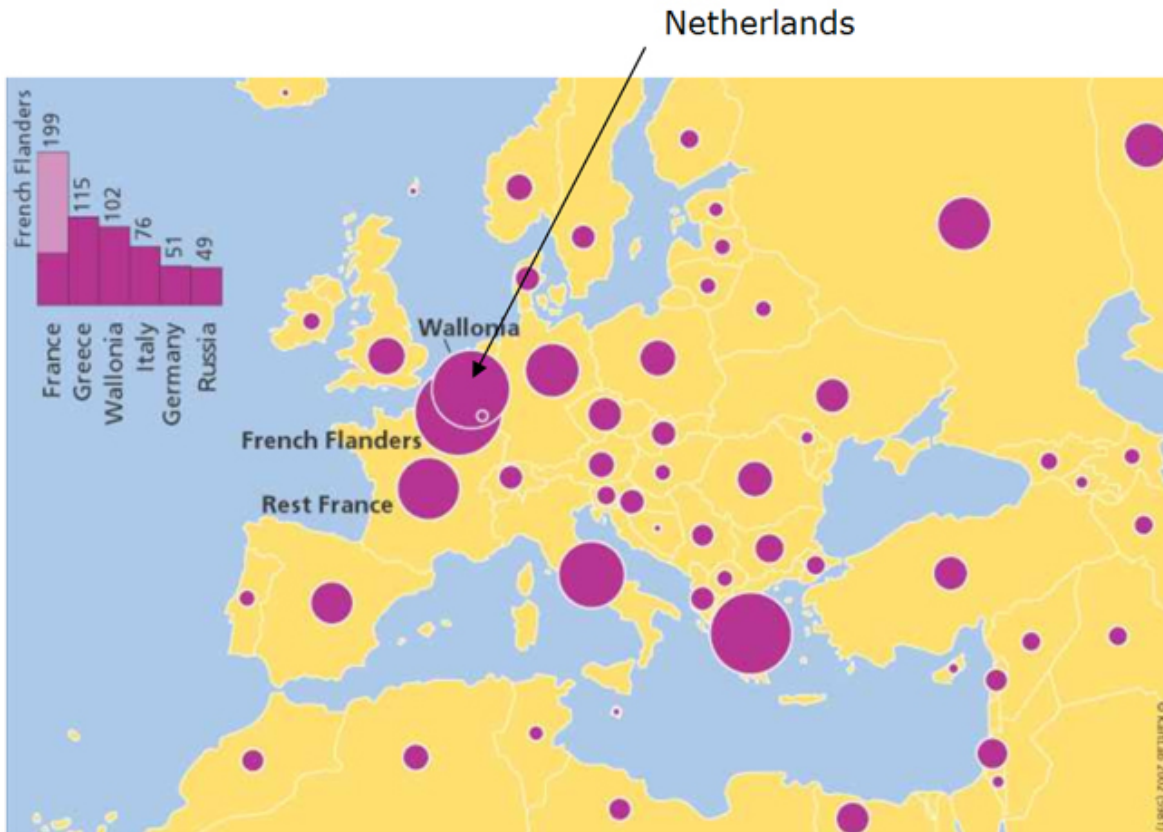 Netherlands
French Flanders
199
115
102
76
51
49
France
Greece
Wallonia
Italy
Germany
Russia
Wallonia
French Flanders
Rest France